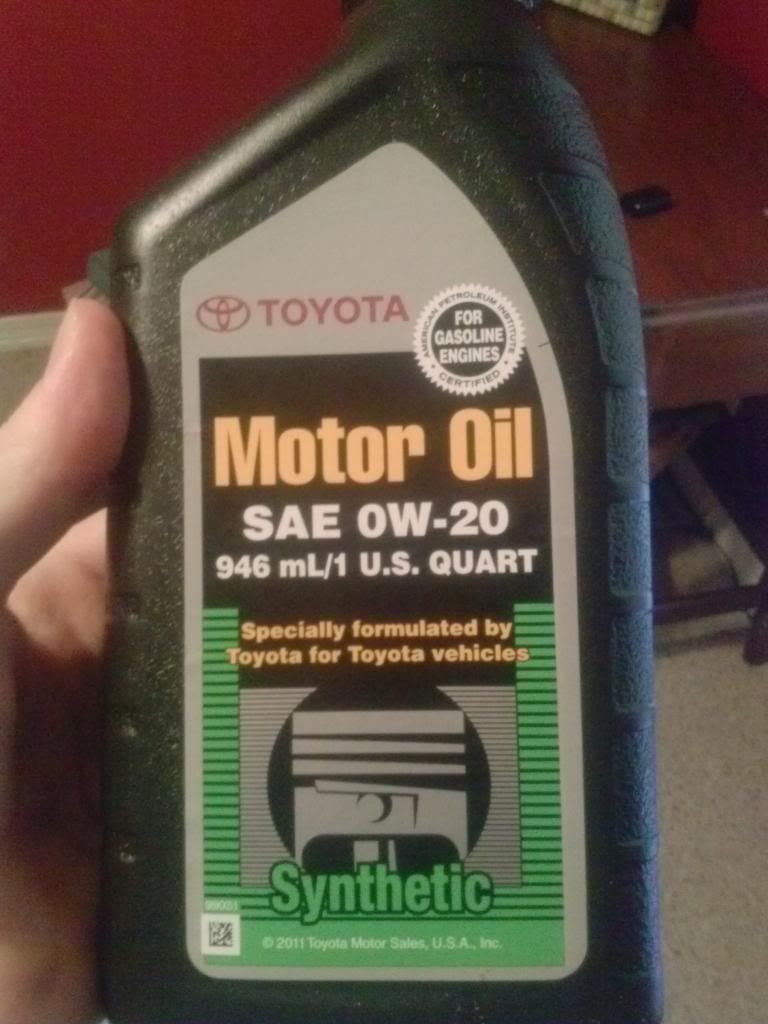 TOYOTA
AMERICAN PETROLEUM INSTITUTE
FOR
GASOLINE
ENGINES
CERTIFIED
Motor Oil
SAE 0W-20
946 mL/1 U.S. QUART
Specially formulated by
Toyota for Toyota vehicles
Synthetic
© 2011 Toyota Motor Sales, U.S.A., Inc.